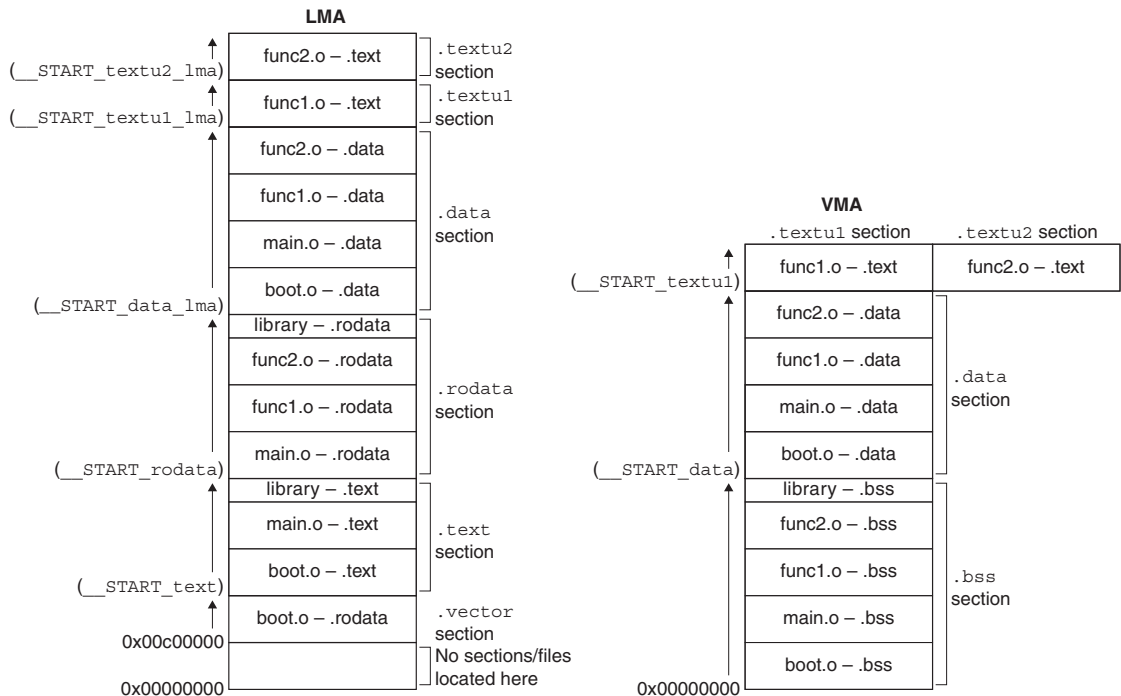 LMA
func2.o – .text
.textu2
section
(__START_textu2_lma)
func1.o – .text
.textu1
section
(__START_textu1_lma)
func2.o – .data
func1.o – .data
main.o – .data
boot.o – .data
.data
section
(__START_data_lma)
library – .rodata
func2.o – .rodata
func1.o – .rodata
main.o – .rodata
.rodata
section
(__START_rodata)
library – .text
main.o – .text
boot.o – .text
.text
section
(__START_text)
boot.o – .rodata
.vector
section
0x00c00000
No sections/files
located here
0x00000000
VMA
.textu1 section
.textu2 section
func1.o – .text
func2.o – .text
(__START_textu1)
func2.o – .data
func1.o – .data
main.o – .data
boot.o – .data
.data
section
(__START_data)
library – .bss
func2.o – .bss
func1.o – .bss
main.o – .bss
boot.o – .bss
.bss
section
0x00000000